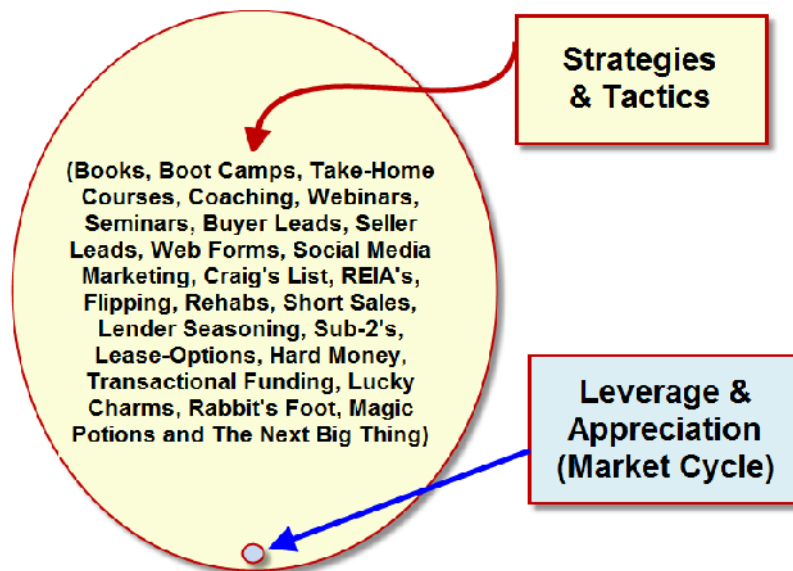 Strategies
& Tactics
(Books, Boot Camps, Take-Home
Courses, Coaching, Webinars,
Seminars, Buyer Leads, Seller
Leads, Web Forms, Social Media
Marketing, Craig's List, REIA's,
Flipping, Rehabs, Short Sales,
Lender Seasoning, Sub-2's,
Lease-Options, Hard Money,
Transactional Funding, Lucky
Charms, Rabbit's Foot, Magic
Potions and The Next Big Thing)
Leverage &
Appreciation
(Market Cycle)